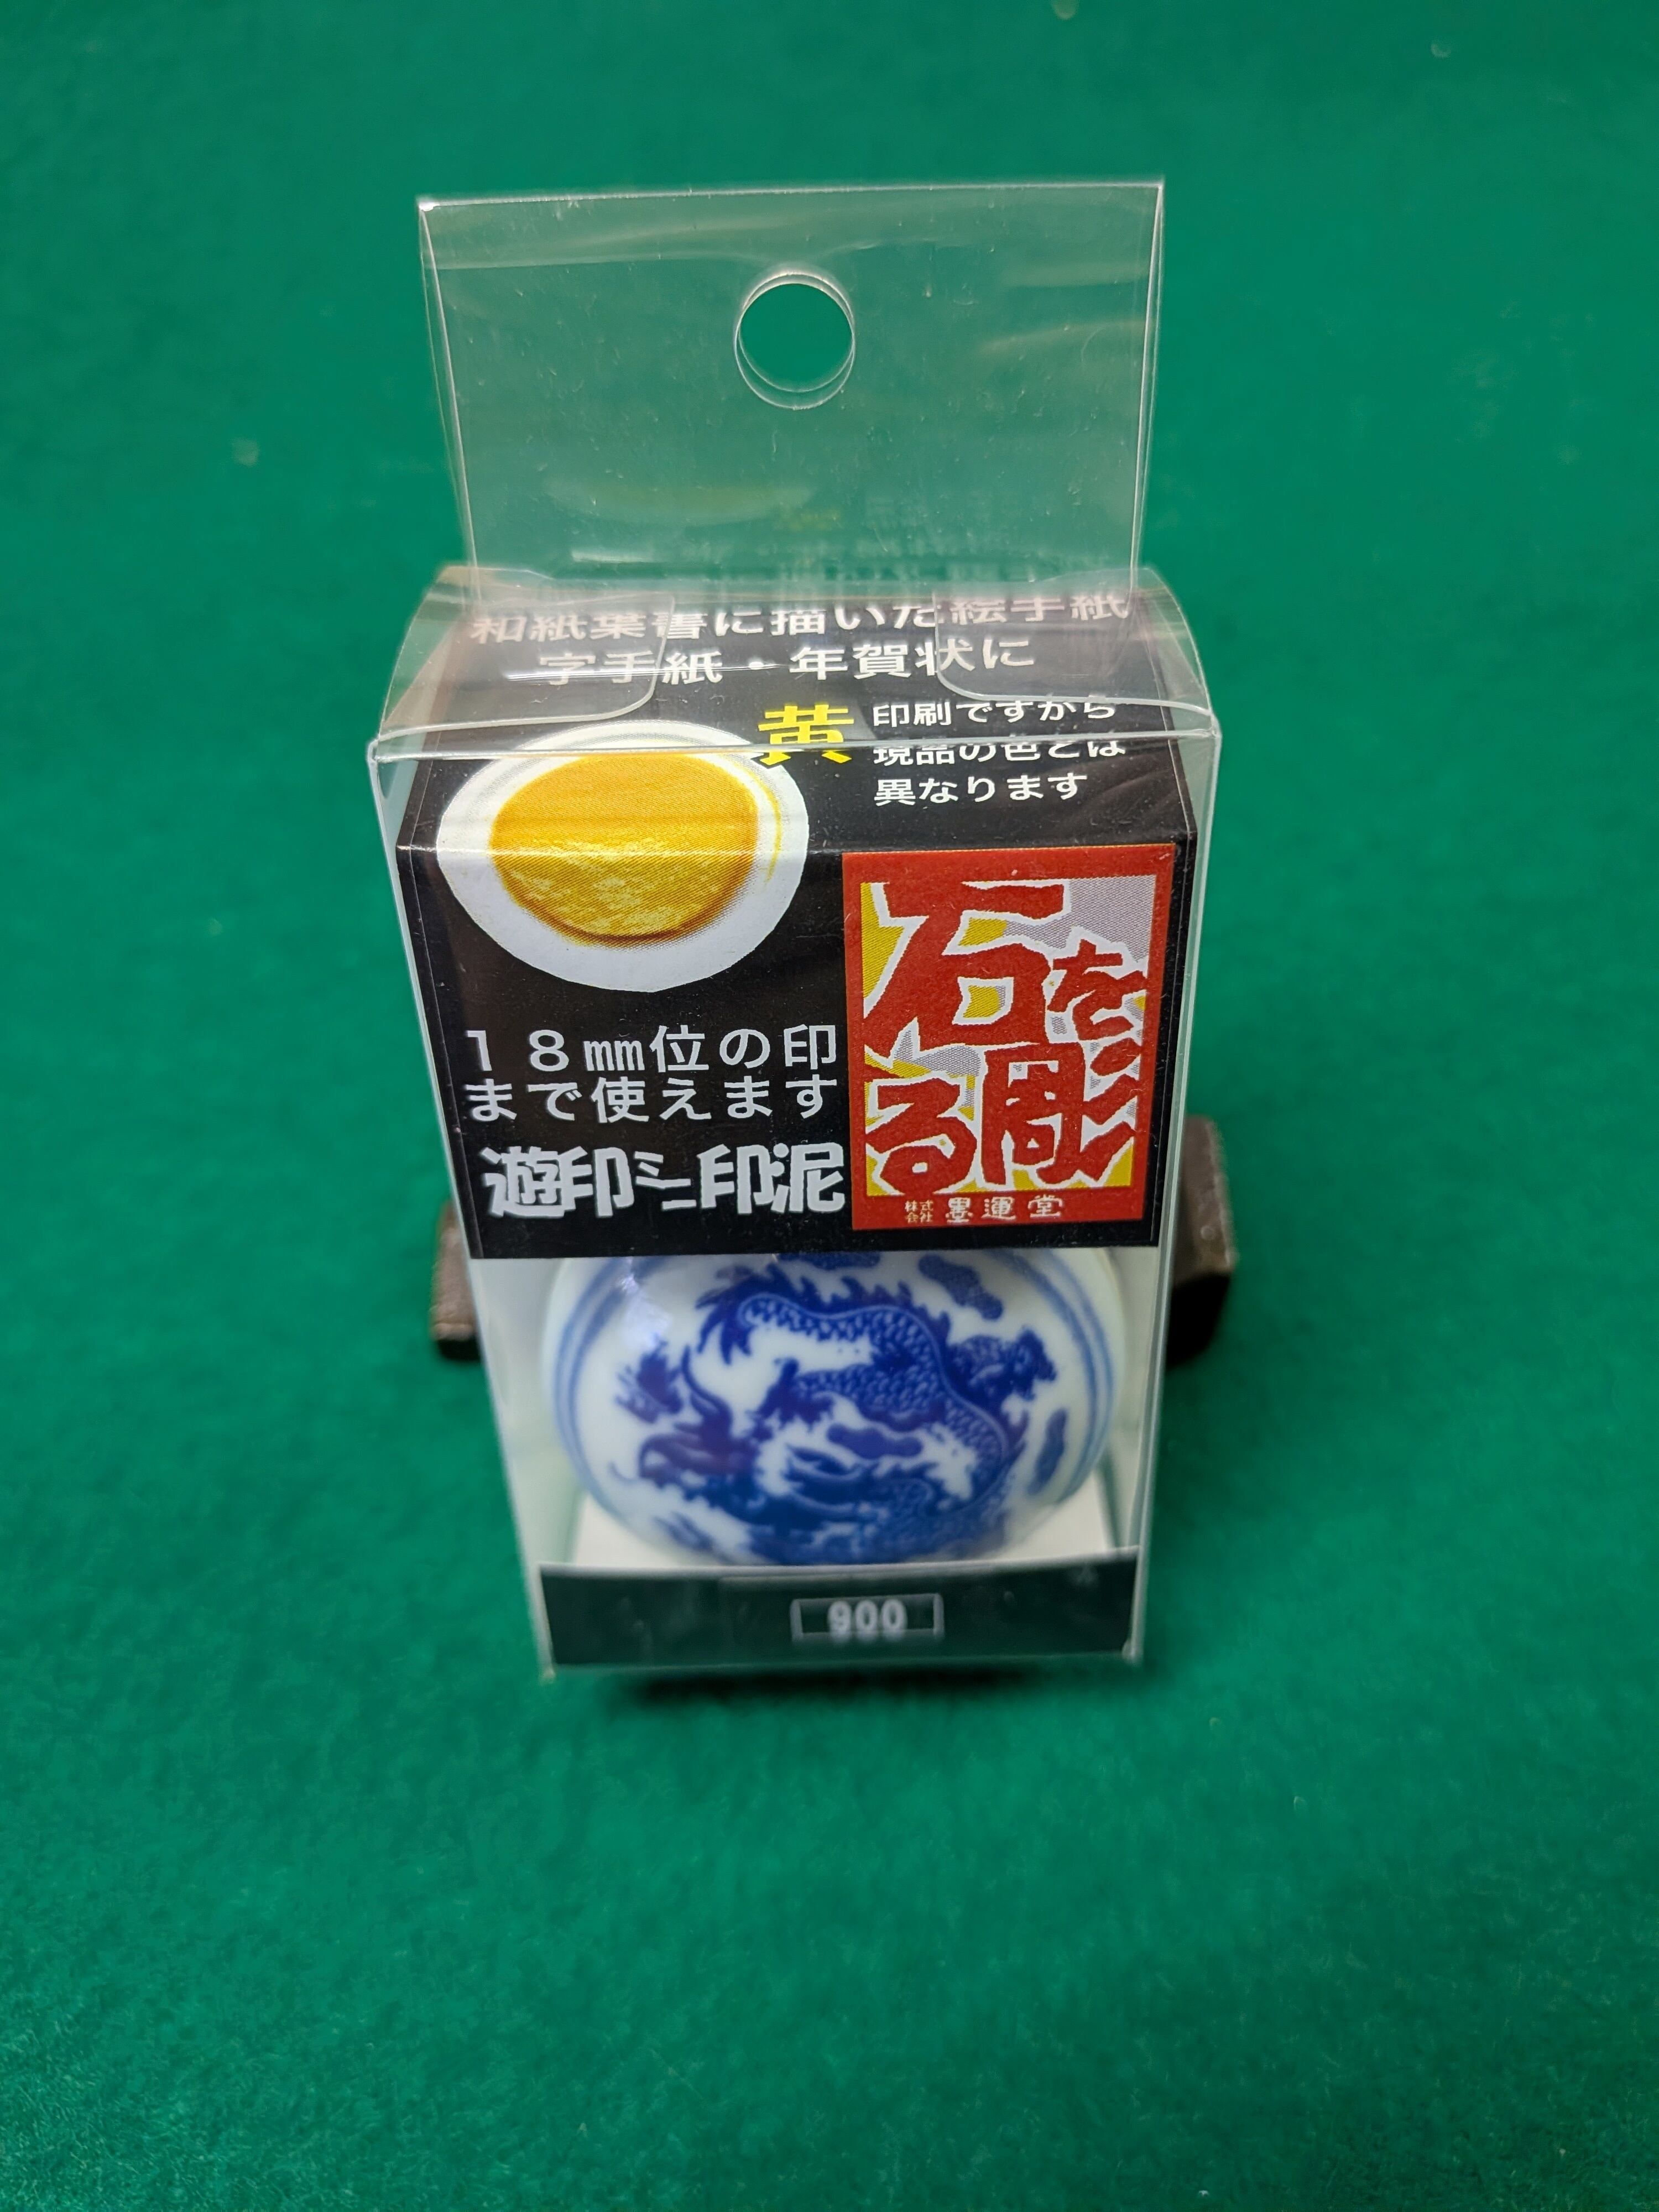 和紙葉書に描いた絵手紙
字手紙・年賀状に
黄
印刷ですから
現品の色とは
異なります
18㎜位の印
まで使えます
遊印ミニ印泥
石を
彫る
株式会社 墨運堂
900